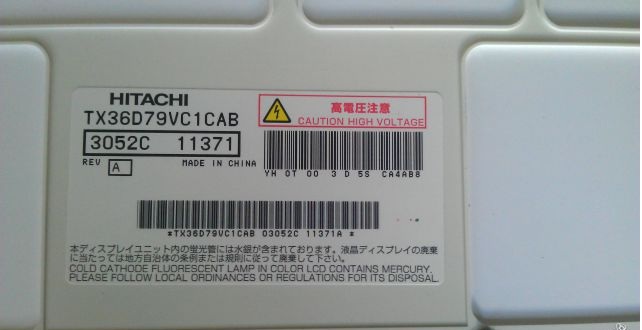 HITACHI
TX36D79VC1CAB
3052C 11371
REV A MADE IN CHINA
高電圧注意
CAUTION HIGH VOLTAGE
YH 0T 00 3 D 5S CA4AB8
*TX36D79VC1CAB 03052C 11371A *
本ディスプレイユニット内の蛍光管には水銀が含まれております。液晶ディスプレイの廃棄
に当たっては地方自治体の条例または規則に従って廃棄下さい。
COLD CATHODE FLUORESCENT LAMP IN COLOR LCD CONTAINS MERCURY.
PLEASE FOLLOW LOCAL ORDINANCES OR REGULATIONS FOR ITS DISPOSAL.